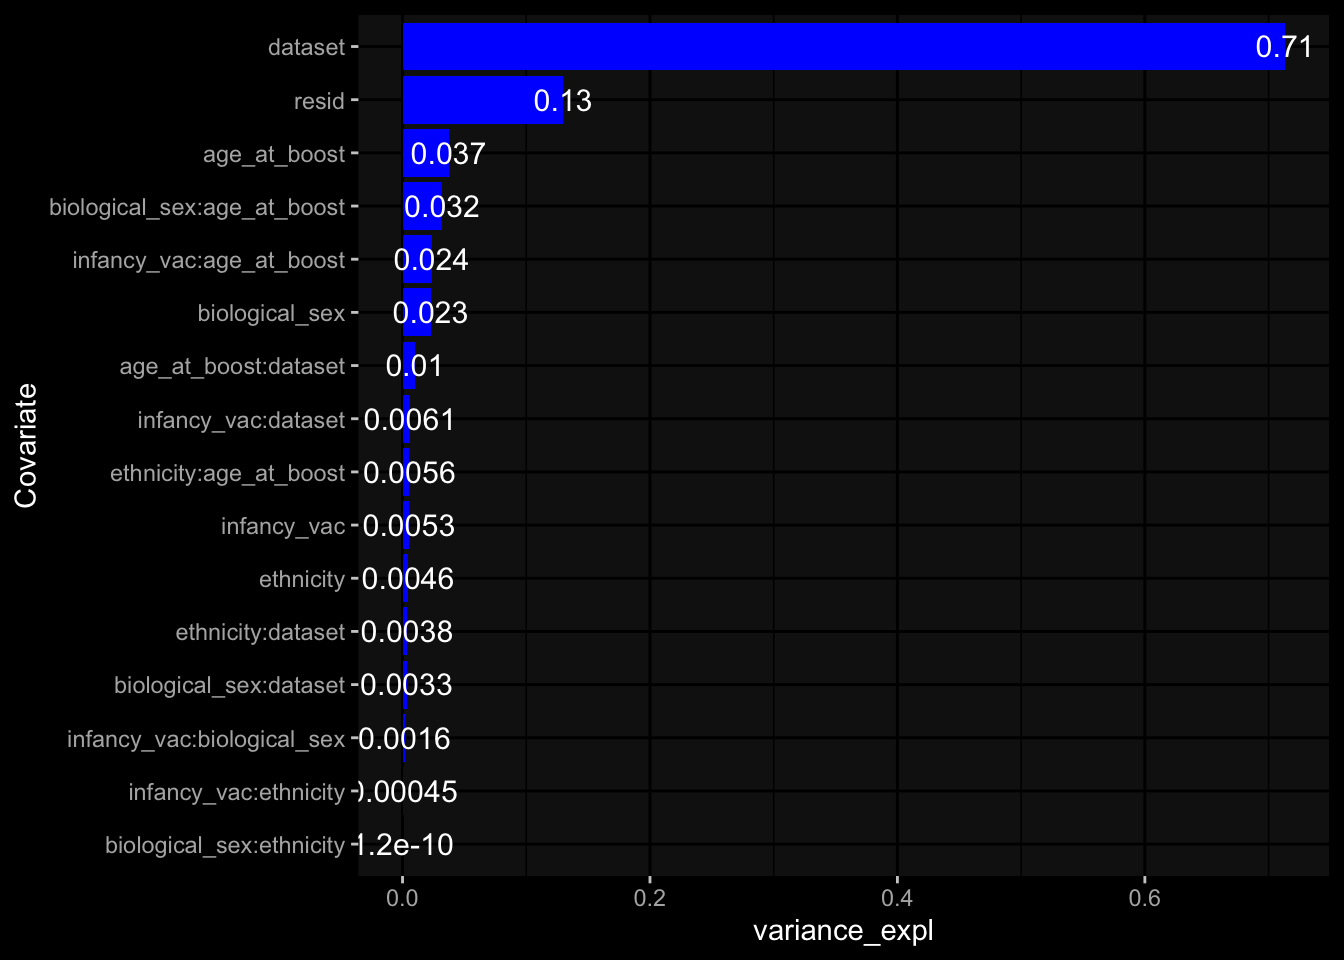 dataset 0.71
resid 0.13
age_at_boost 0.037
biological_sex:age_at_boost 0.032
infancy_vac:age_at_boost 0.024
biological_sex 0.023
age_at_boost:dataset 0.01
infancy_vac:dataset 0.0061
ethnicity:age_at_boost 0.0056
infancy_vac 0.0053
ethnicity 0.0046
ethnicity:dataset 0.0038
biological_sex:dataset 0.0033
infancy_vac:biological_sex 0.0016
infancy_vac:ethnicity 0.00045
biological_sex:ethnicity 1.2e-10
Covariate
0.0 0.2 0.4 0.6
variance_expl